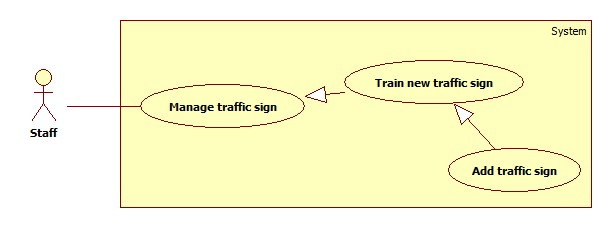 System
Train new traffic sign
Manage traffic sign
Staff
Add traffic sign